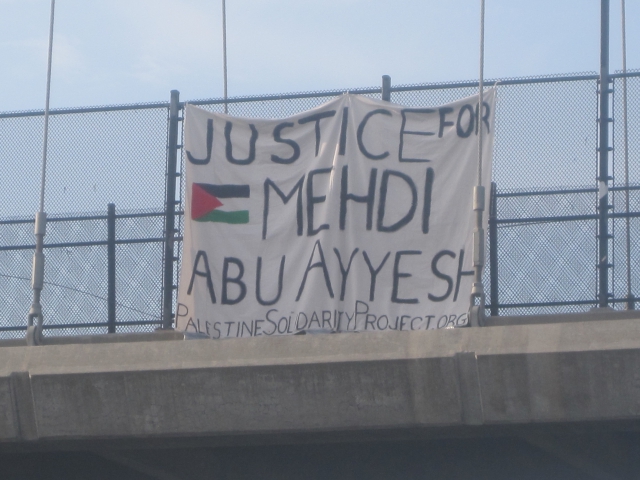 JUSTICE FOR
MEHDI
ABU AYYESH
PALESTINESOLIDARITYPROJECT.ORG